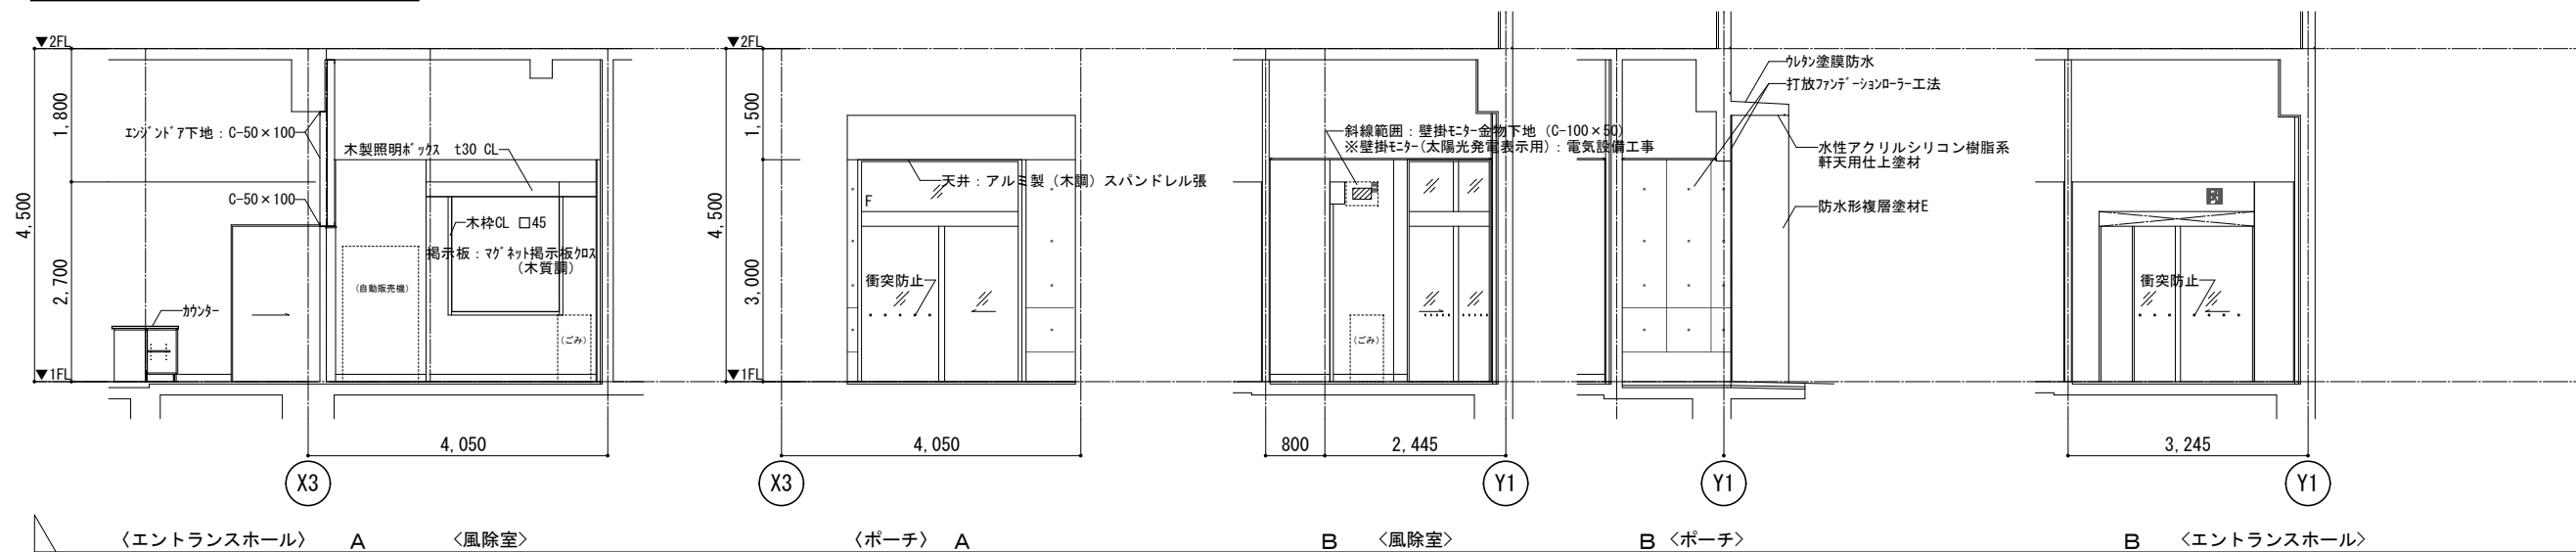 ▼2FL
1,800
4,500
2,700
▼1FL
エンジンドア下地：C-50×100
木製照明ボックス t30 CL
C-50×100
木枠CL □45
掲示板：マグネット掲示板クロス
（木質調）
(自動販売機)
カウンター
(ごみ)
4,050
X3
〈エントランスホール〉 A 〈風除室〉
▼2FL
1,500
4,500
3,000
▼1FL
天井：アルミ製（木調）スパンドレル張
F
衝突防止
4,050
X3
〈ポーチ〉 A
斜線範囲：壁掛モニター金物下地（C-100×50）
※壁掛モニター(太陽光発電表示用)：電気設備工事
(ごみ)
800
2,445
Y1
B 〈風除室〉
ウレタン塗膜防水
打放ファンデーションローラー工法
水性アクリルシリコン樹脂系
軒天用仕上塗材
防水形複層塗材E
Y1
B 〈ポーチ〉
衝突防止
3,245
Y1
B 〈エントランスホール〉